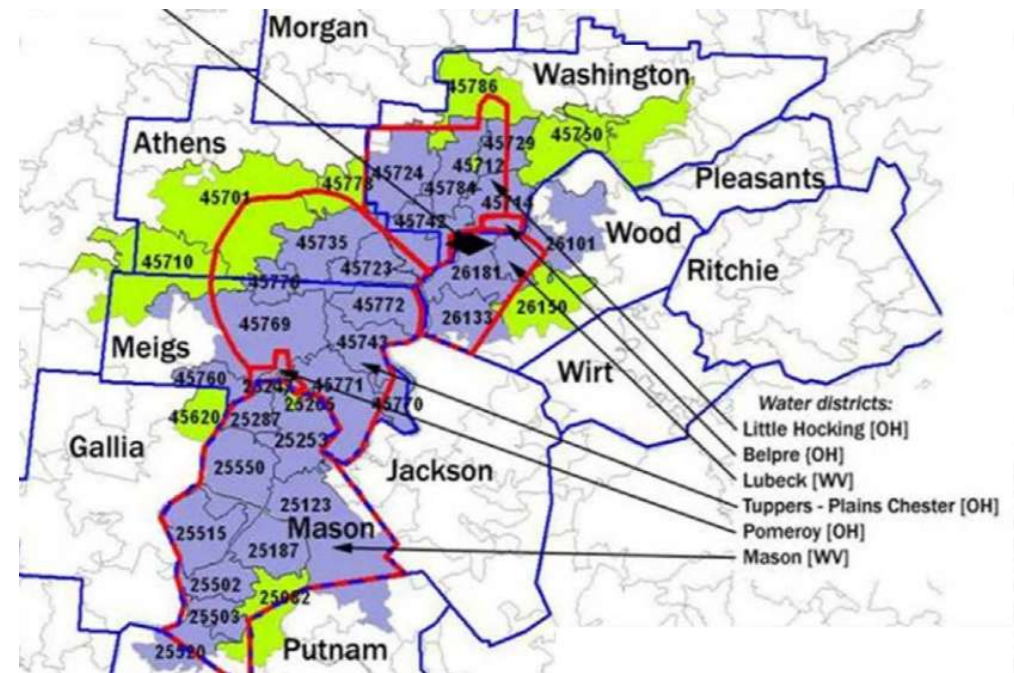 Morgan
Washington
45786
Athens
45750
45729
45712
45724
45778
45784
45701
45714
Pleasants
45742
Wood
45735
26101
45710
45723
26181
Ritchie
45776
45772
26150
45769
26133
Meigs
45743
Wirt
45760
45771
25265
45770
45620
25287
Water districts:
Little Hocking [OH]
Gallia
25253
Belpre [OH]
25550
Jackson
Lubeck [WV]
25123
Tuppers - Plains Chester [OH]
25515
Mason
Pomeroy [OH]
25187
Mason [WV]
25502
25082
25503
25520
Putnam